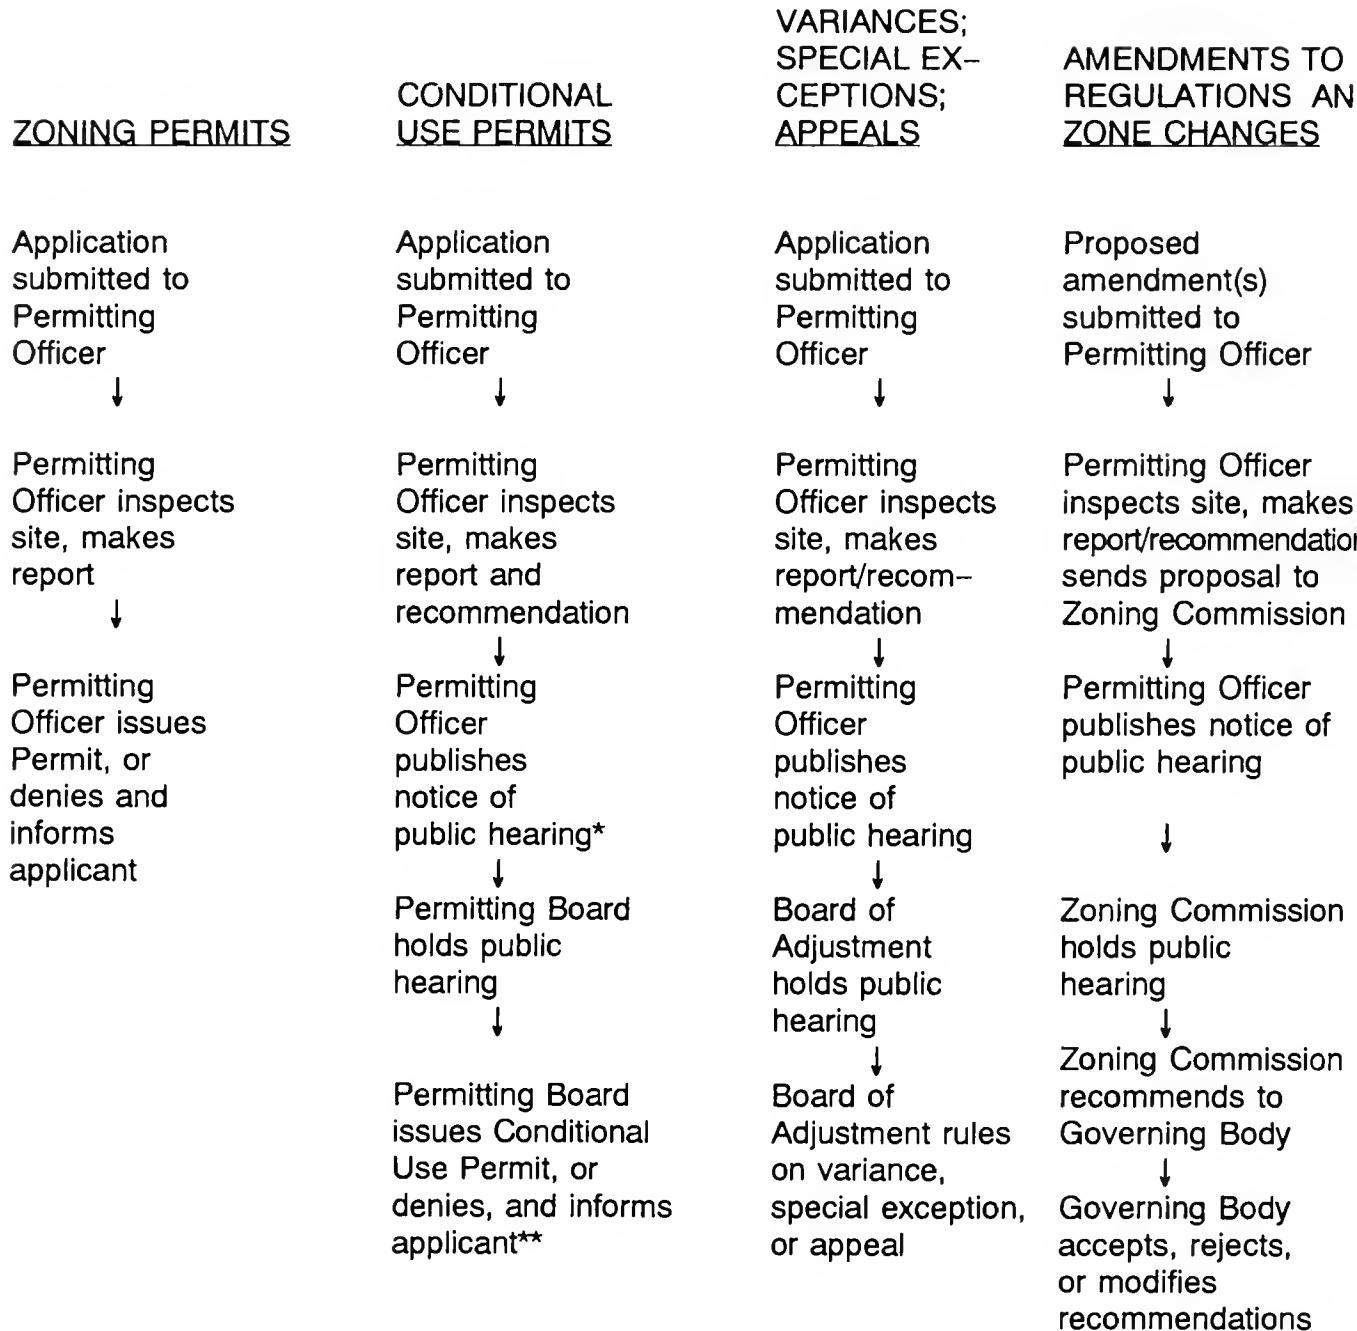 ZONING PERMITS
Application
submitted to
Permitting
Officer
↓
Permitting
Officer inspects
site, makes
report
↓
Permitting
Officer issues
Permit, or
denies and
informs
applicant
CONDITIONAL
USE PERMITS
Application
submitted to
Permitting
Officer
↓
Permitting
Officer inspects
site, makes
report and
recommendation
↓
Permitting
Officer
publishes
notice of
public hearing*
↓
Permitting Board
holds public
hearing
↓
Permitting Board
issues Conditional
Use Permit, or
denies, and informs
applicant**
VARIANCES;
SPECIAL EX–
CEPTIONS;
APPEALS
Application
submitted to
Permitting
Officer
↓
Permitting
Officer inspects
site, makes
report/recom–
mendation
↓
Permitting
Officer
publishes
notice of
public hearing
↓
Board of
Adjustment
holds public
hearing
↓
Board of
Adjustment rules
on variance,
special exception,
or appeal
AMENDMENTS TO
REGULATIONS AN
ZONE CHANGES
Proposed
amendment(s)
submitted to
Permitting Officer
↓
Permitting Officer
inspects site, makes
report/recommendation
sends proposal to
Zoning Commission
↓
Permitting Officer
publishes notice of
public hearing
↓
Zoning Commission
holds public
hearing
↓
Zoning Commission
recommends to
Governing Body
↓
Governing Body
accepts, rejects,
or modifies
recommendations